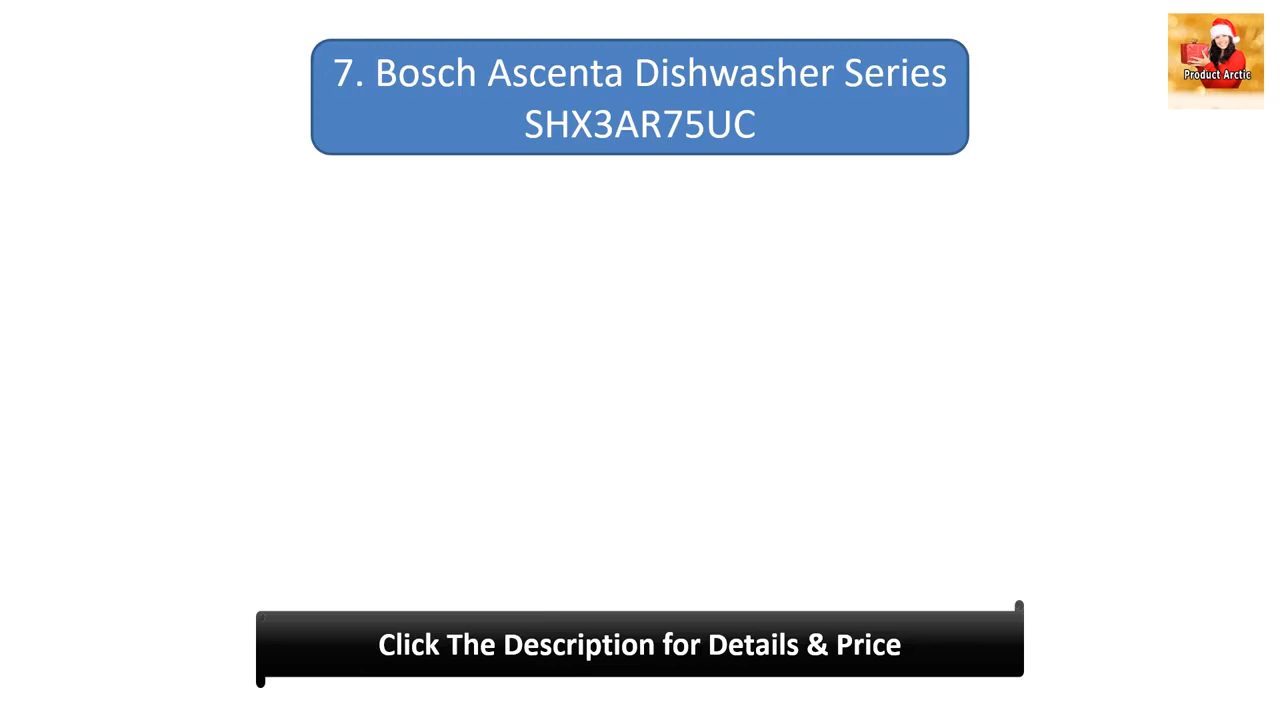 7. Bosch Ascenta Dishwasher Series
SHX3AR75UC
Product Arctic
Click The Description for Details & Price